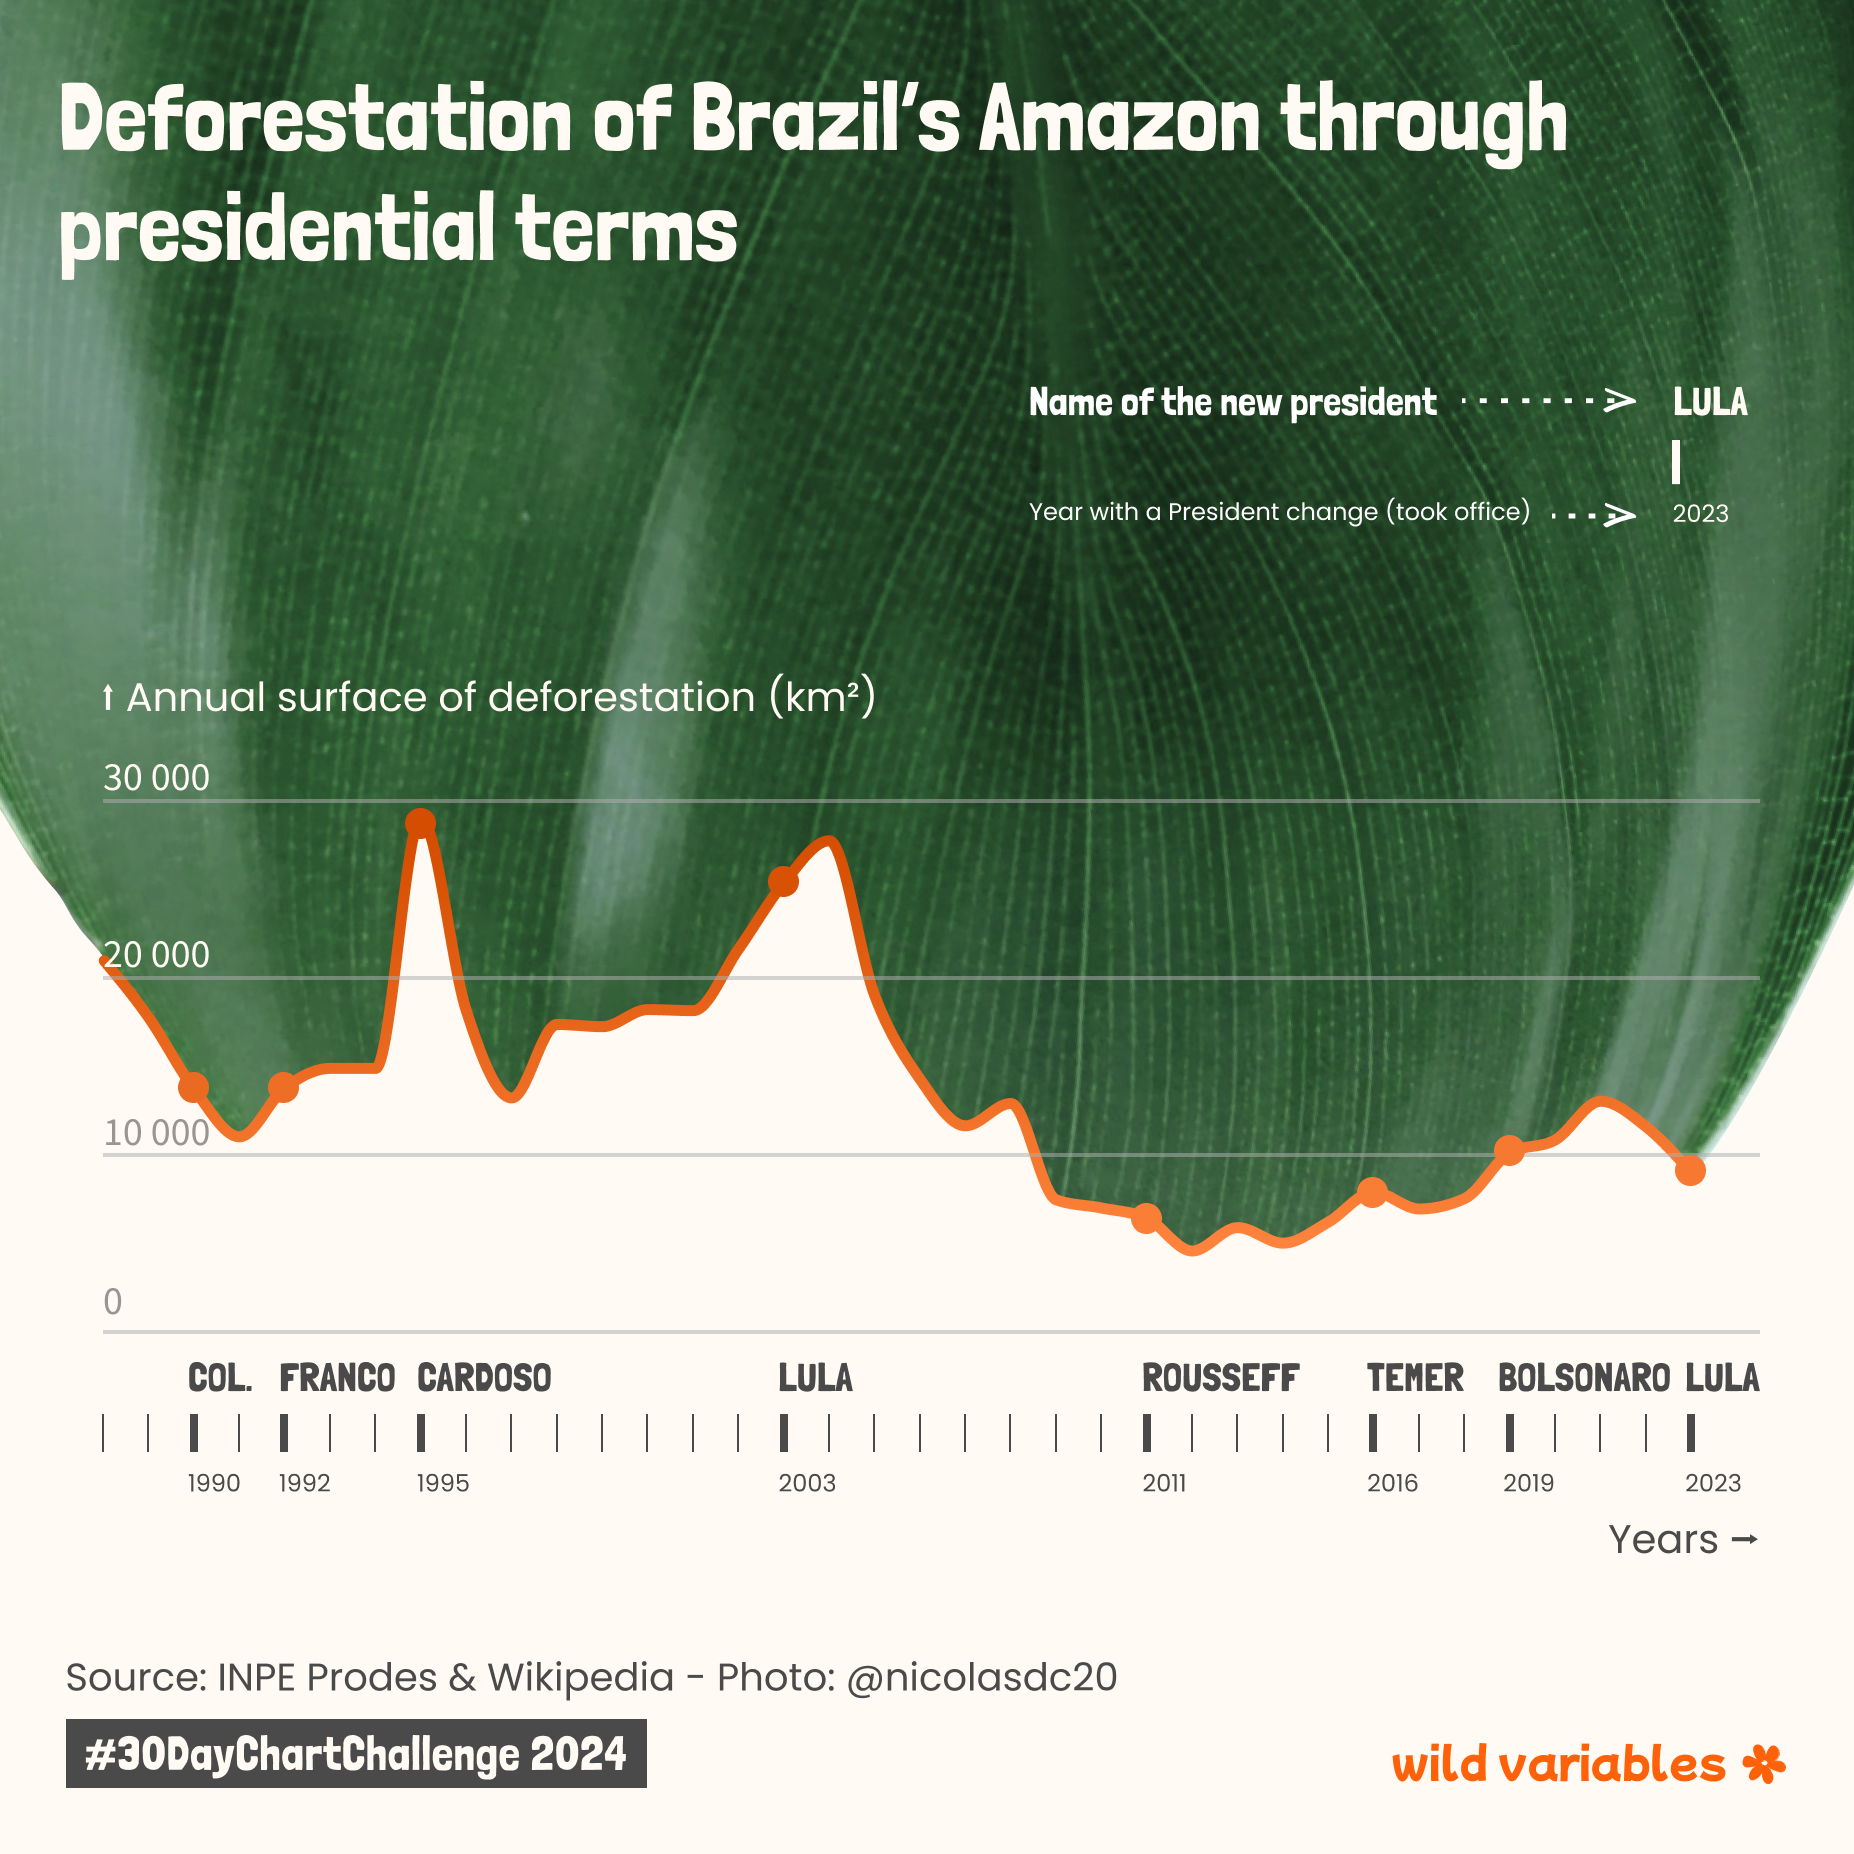 Deforestation of Brazil’s Amazon through
presidential terms
Name of the new president
LULA
Year with a President change (took office)
2023
Annual surface of deforestation (km²)
30 000
20 000
10 000
0
COL. FRANCO CARDOSO LULA ROUSSEFF TEMER BOLSONARO LULA
1990 1992 1995 2003 2011 2016 2019 2023
Years
Source: INPE Prodes & Wikipedia - Photo: @nicolasdc20
#30DayChartChallenge 2024
wild variables